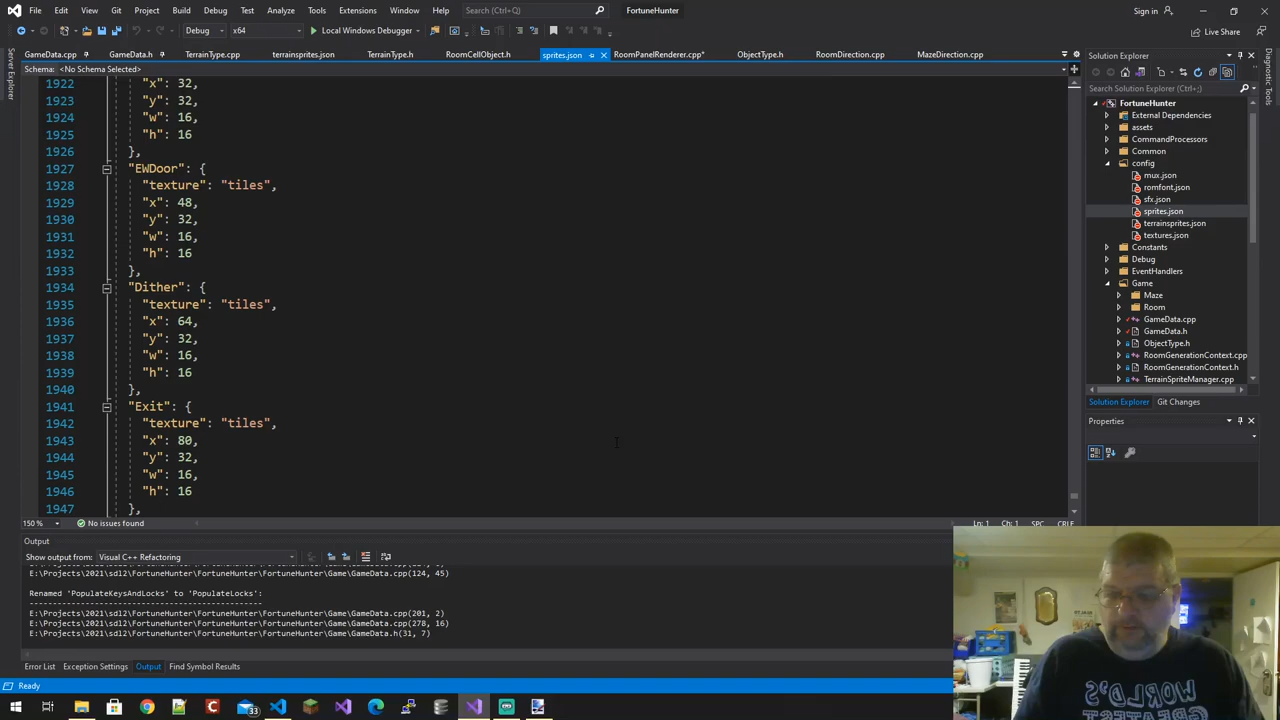 File Edit View Git Project Build Debug Test Analyze Tools Extensions Window Help Search (Ctrl+Q) FortuneHunter Sign in
Debug x64 Local Windows Debugger Live Share
GameData.cpp GameData.h TerrainType.cpp terrainsprites.json TerrainType.h RoomCellObject.h sprites.json RoomPanelRenderer.cpp* ObjectType.h RoomDirection.cpp MazeDirection.cpp
Schema: <No Schema Selected>
1922 "x": 32,
1923 "y": 32,
1924 "w": 16,
1925 "h": 16
1926 },
1927 "EWDoor": {
1928 "texture": "tiles",
1929 "x": 48,
1930 "y": 32,
1931 "w": 16,
1932 "h": 16
1933 },
1934 "Dither": {
1935 "texture": "tiles",
1936 "x": 64,
1937 "y": 32,
1938 "w": 16,
1939 "h": 16
1940 },
1941 "Exit": {
1942 "texture": "tiles",
1943 "x": 80,
1944 "y": 32,
1945 "w": 16,
1946 "h": 16
1947 },
150 % No issues found Ln: 1 Ch: 1 SPC CRLF
Server Explorer
Diagnostic Tools
Solution Explorer
Search Solution Explorer (Ctrl+;)
FortuneHunter
External Dependencies
assets
CommandProcessors
Common
config
mux.json
romfont.json
sfx.json
sprites.json
terrainsprites.json
textures.json
Constants
Debug
EventHandlers
Game
Maze
Room
GameData.cpp
GameData.h
ObjectType.h
RoomGenerationContext.cpp
RoomGenerationContext.h
TerrainSpriteManager.cpp
Solution Explorer Git Changes
Properties
Output
Show output from: Visual C++ Refactoring
E:\Projects\2021\sdl2\FortuneHunter\FortuneHunter\Game\GameData.cpp(124, 45)
Renamed 'PopulateKeysAndLocks' to 'PopulateLocks':
E:\Projects\2021\sdl2\FortuneHunter\FortuneHunter\Game\GameData.cpp(201, 2)
E:\Projects\2021\sdl2\FortuneHunter\FortuneHunter\Game\GameData.cpp(278, 16)
E:\Projects\2021\sdl2\FortuneHunter\FortuneHunter\Game\GameData.h(31, 7)
Error List Exception Settings Output Find Symbol Results
Ready
33